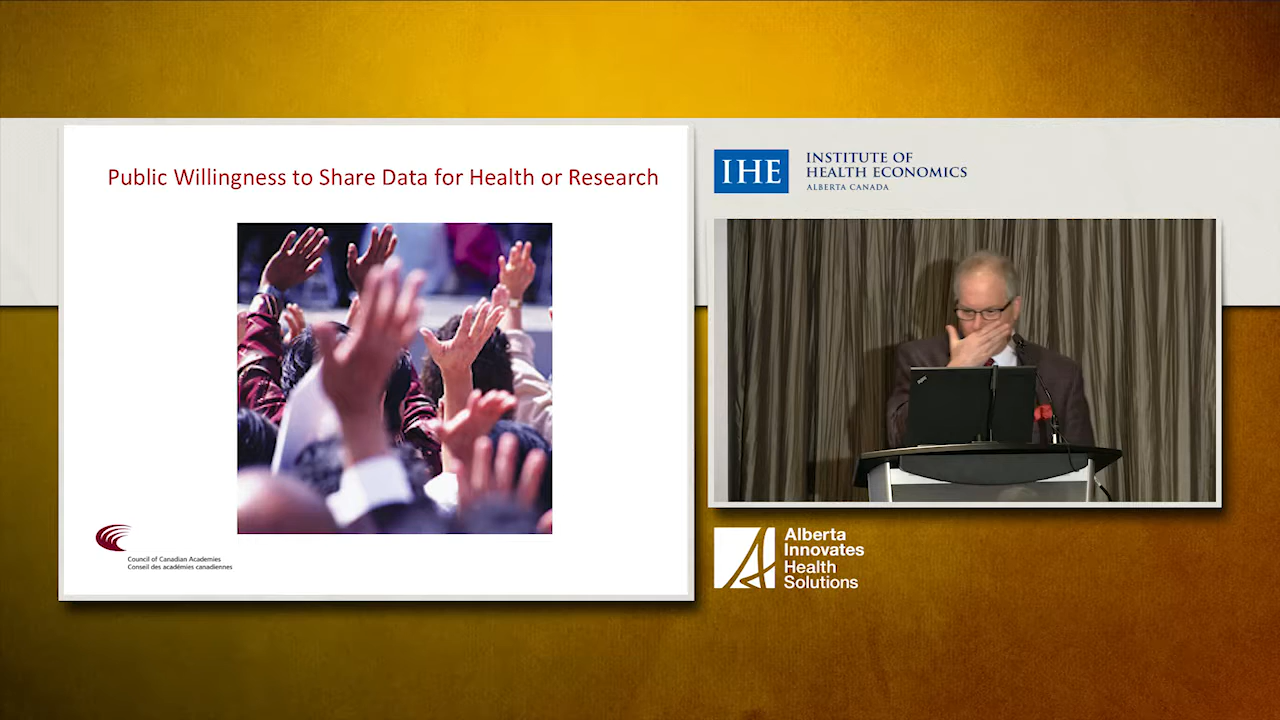 Public Willingness to Share Data for Health or Research
Council of Canadian Academies
Conseil des académies canadiennes
IHE
INSTITUTE OF
HEALTH ECONOMICS
ALBERTA CANADA
Alberta
Innovates
Health
Solutions